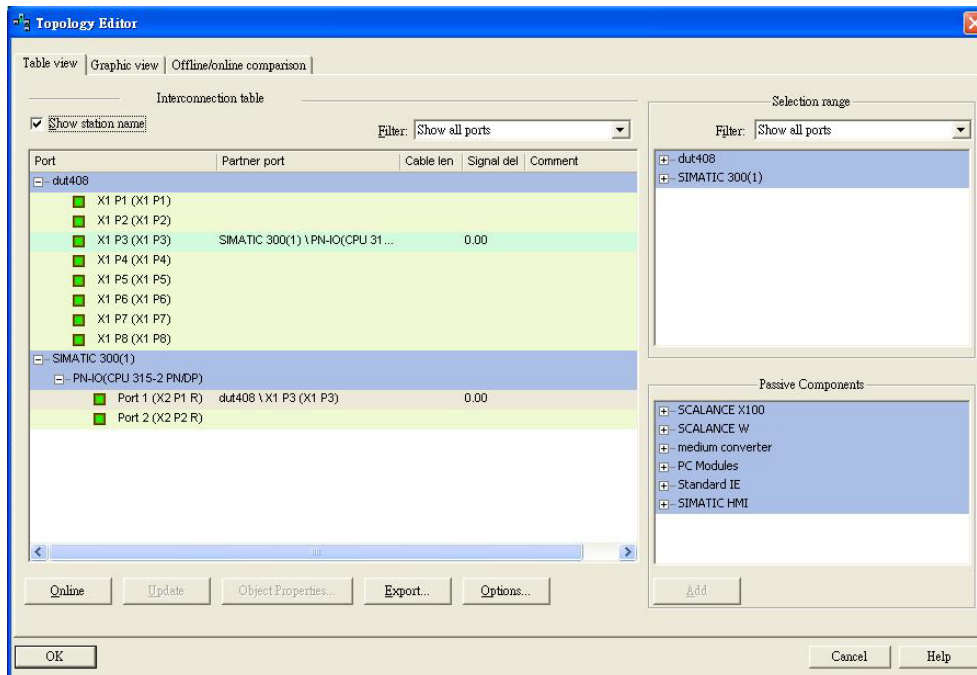 Topology Editor
Table view Graphic view Offline/online comparison
Interconnection table
Show station name
Filter: Show all ports
Port Partner port Cable len Signal del Comment
dut408
X1 P1 (X1 P1)
X1 P2 (X1 P2)
X1 P3 (X1 P3) SIMATIC 300(1) \ PN-IO(CPU 31... 0.00
X1 P4 (X1 P4)
X1 P5 (X1 P5)
X1 P6 (X1 P6)
X1 P7 (X1 P7)
X1 P8 (X1 P8)
SIMATIC 300(1)
PN-IO(CPU 315-2 PN/DP)
Port 1 (X2 P1 R) dut408 \ X1 P3 (X1 P3) 0.00
Port 2 (X2 P2 R)
Online Update Object Properties... Export... Options...
Selection range
Filter: Show all ports
dut408
SIMATIC 300(1)
Passive Components
SCALANCE X100
SCALANCE W
medium converter
PC Modules
Standard IE
SIMATIC HMI
Add
OK Cancel Help